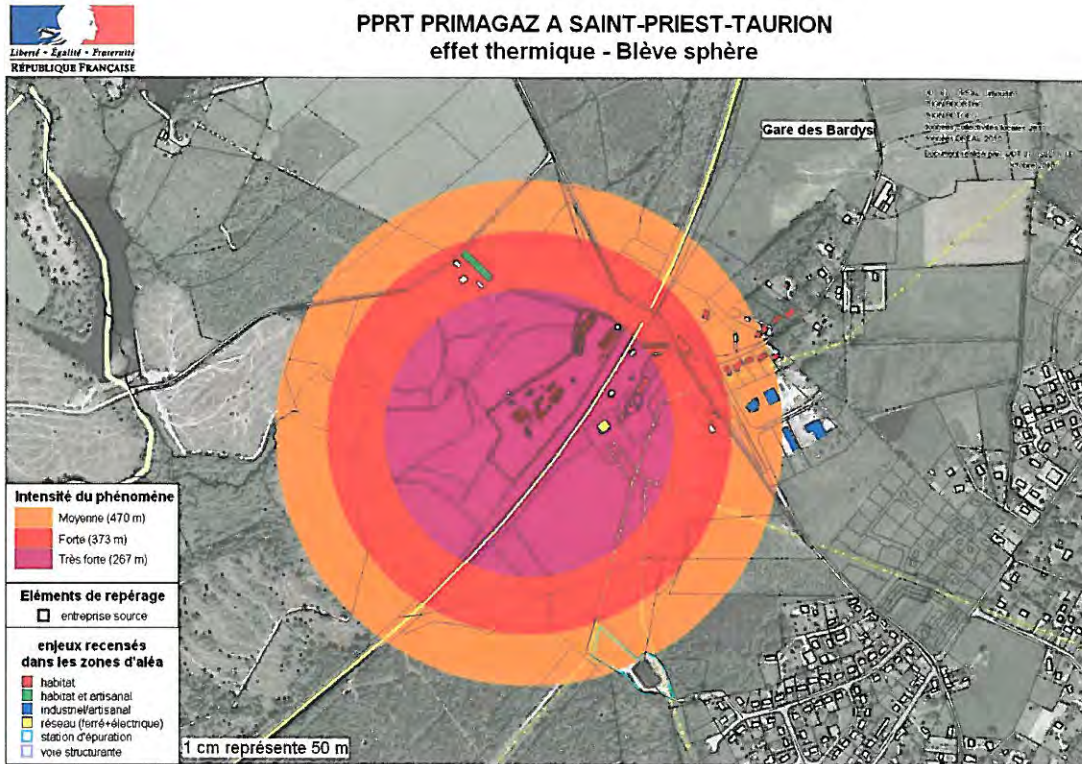 PPRT PRIMAGAZ A SAINT-PRIEST-TAURION
effet thermique - Blève sphère
Liberté • Égalité • Fraternité
RÉPUBLIQUE FRANÇAISE
Gare des Bardys
Intensité du phénomène
Moyenne (470 m)
Forte (373 m)
Très forte (267 m)
Eléments de repérage
entreprise source
enjeux recensés
dans les zones d'aléa
habitat
habitat et artisanal
industriel/artisanal
réseau (ferré+électrique)
station d'épuration
voie structurante
1 cm représente 50 m